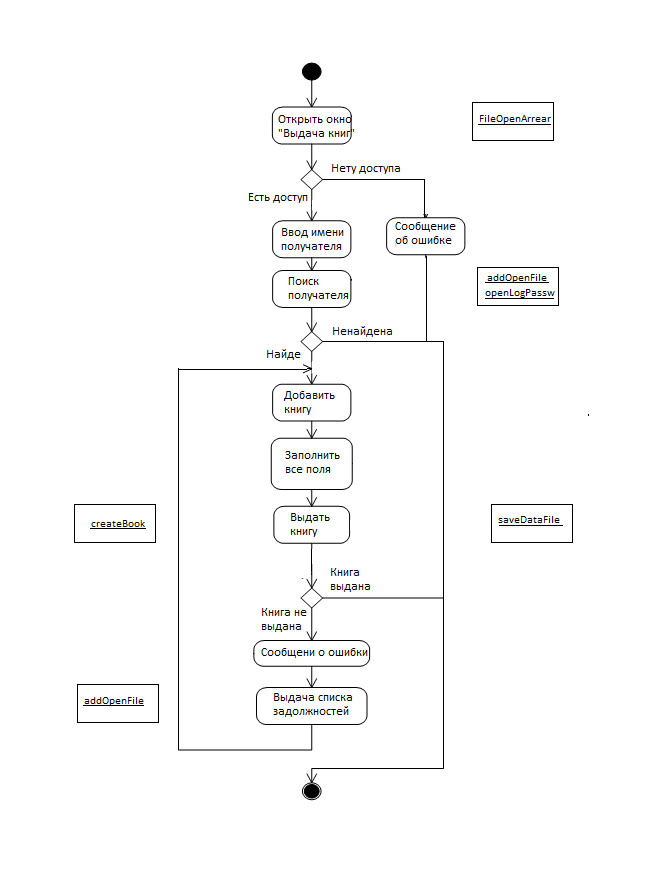 Открыть окно
"Выдача книг"
FileOpenArrear
Нету доступа
Есть доступ
Ввод имени
получателя
Сообщение
об ошибке
Поиск
получателя
addOpenFile
openLogPassw
Ненайдена
Найде
Добавить
книгу
Заполнить
все поля
Выдать
книгу
createBook
saveDataFile
Книга
выдана
Книга не
выдана
Сообщени о ошибки
Выдача списка
задолжностей
addOpenFile